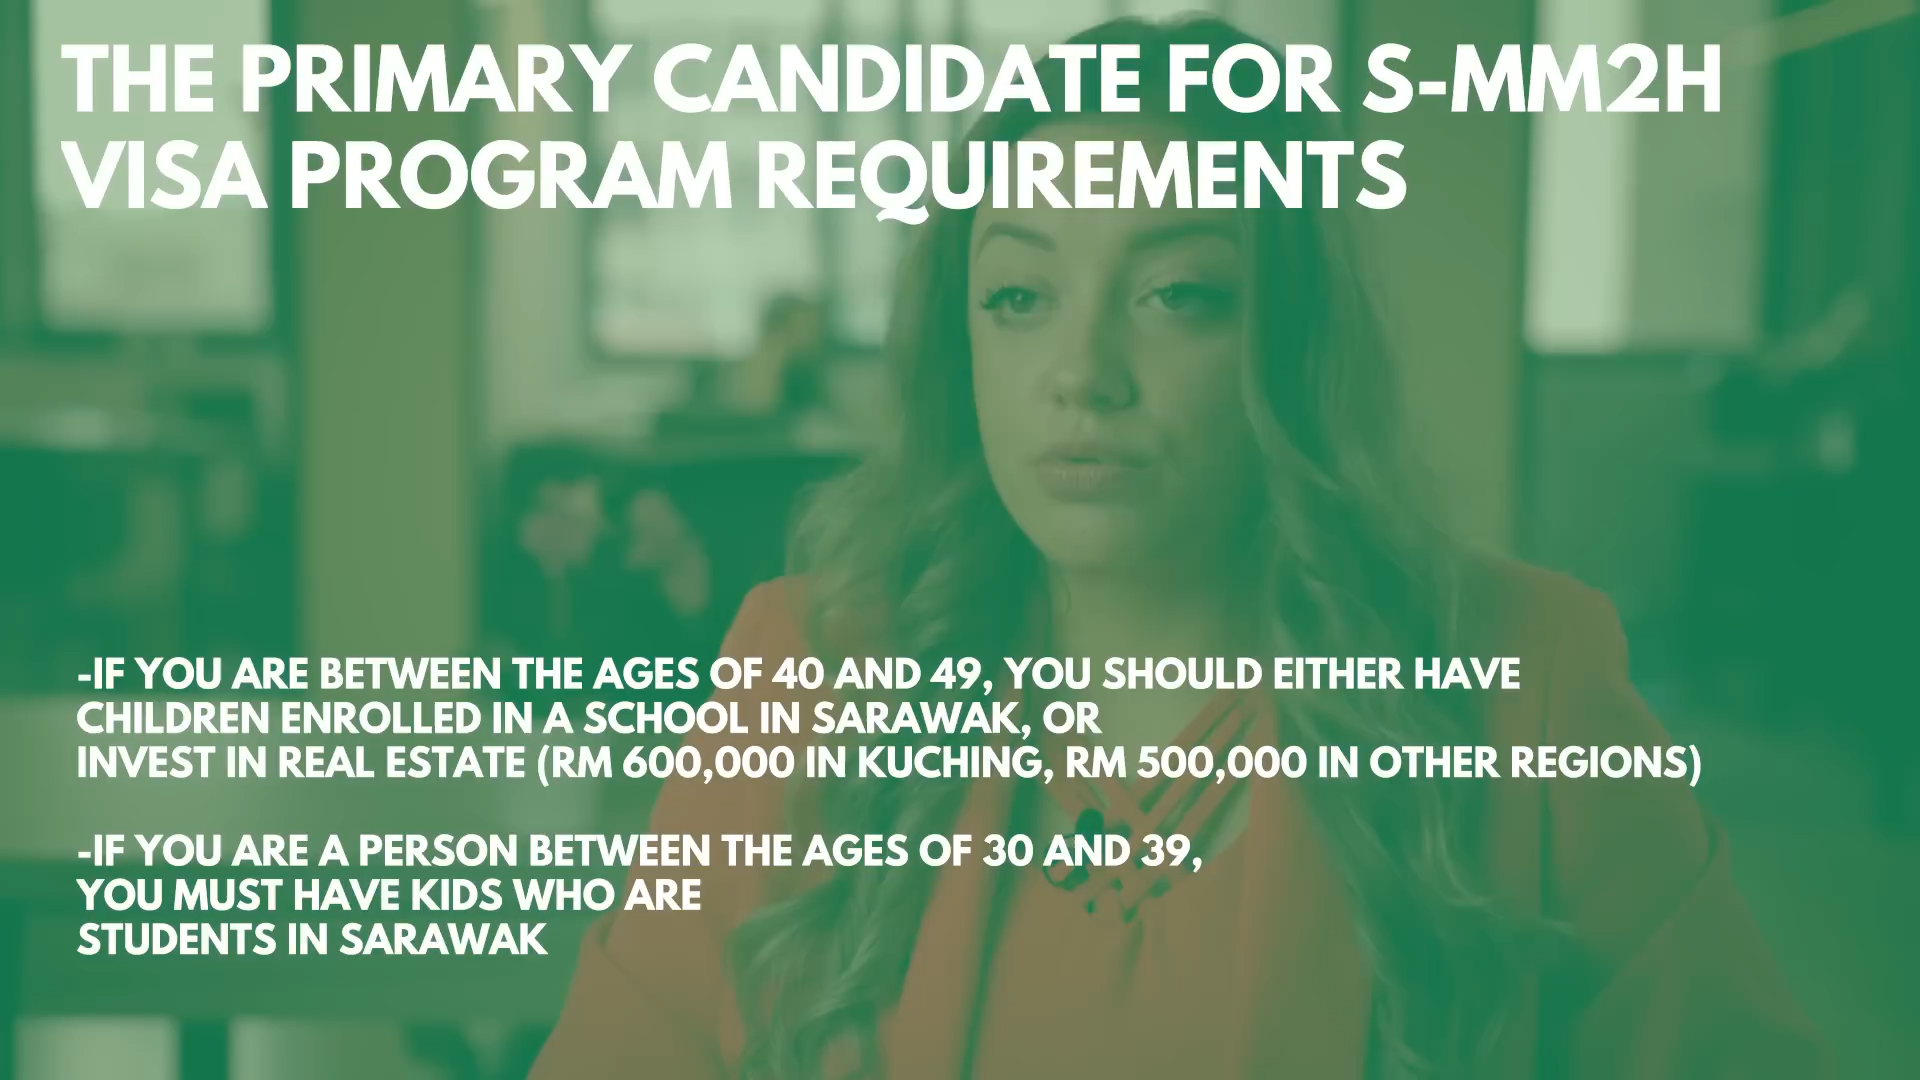 THE PRIMARY CANDIDATE FOR S-MM2H
VISA PROGRAM REQUIREMENTS
-IF YOU ARE BETWEEN THE AGES OF 40 AND 49, YOU SHOULD EITHER HAVE
CHILDREN ENROLLED IN A SCHOOL IN SARAWAK, OR
INVEST IN REAL ESTATE (RM 600,000 IN KUCHING, RM 500,000 IN OTHER REGIONS)
-IF YOU ARE A PERSON BETWEEN THE AGES OF 30 AND 39,
YOU MUST HAVE KIDS WHO ARE
STUDENTS IN SARAWAK